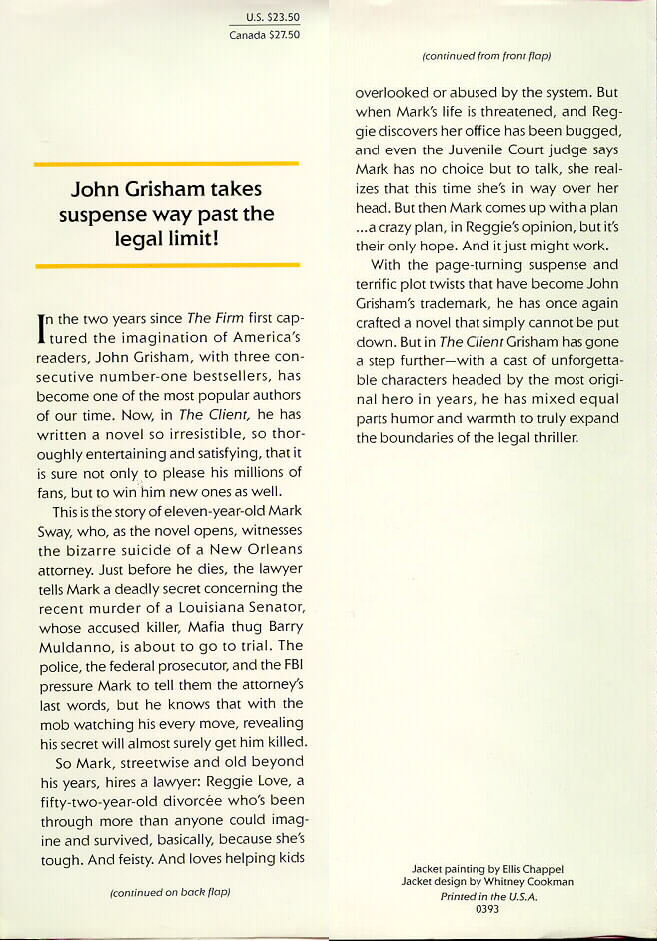 U.S. $23.50
Canada $27.50
John Grisham takes
suspense way past the
legal limit!
In the two years since The Firm first cap-
tured the imagination of America's
readers, John Grisham, with three con-
secutive number-one bestsellers, has
become one of the most popular authors
of our time. Now, in The Client, he has
written a novel so irresistible, so thor-
oughly entertaining and satisfying, that it
is sure not only to please his millions of
fans, but to win him new ones as well.
This is the story of eleven-year-old Mark
Sway, who, as the novel opens, witnesses
the bizarre suicide of a New Orleans
attorney. Just before he dies, the lawyer
tells Mark a deadly secret concerning the
recent murder of a Louisiana Senator,
whose accused killer, Mafia thug Barry
Muldanno, is about to go to trial. The
police, the federal prosecutor, and the FBI
pressure Mark to tell them the attorney's
last words, but he knows that with the
mob watching his every move, revealing
his secret will almost surely get him killed.
So Mark, streetwise and old beyond
his years, hires a lawyer: Reggie Love, a
fifty-two-year-old divorcée who's been
through more than anyone could imag-
ine and survived, basically, because she's
tough. And feisty. And loves helping kids
(continued on back flap)
(continued from front flap)
overlooked or abused by the system. But
when Mark's life is threatened, and Reg-
gie discovers her office has been bugged,
and even the Juvenile Court judge says
Mark has no choice but to talk, she real-
izes that this time she's in way over her
head. But then Mark comes up with a plan
...a crazy plan, in Reggie's opinion, but it's
their only hope. And it just might work.
With the page-turning suspense and
terrific plot twists that have become John
Grisham's trademark, he has once again
crafted a novel that simply cannot be put
down. But in The Client Grisham has gone
a step further—with a cast of unforgetta-
ble characters headed by the most origi-
nal hero in years, he has mixed equal
parts humor and warmth to truly expand
the boundaries of the legal thriller.
Jacket painting by Ellis Chappel
Jacket design by Whitney Cookman
Printed in the U.S.A.
0393